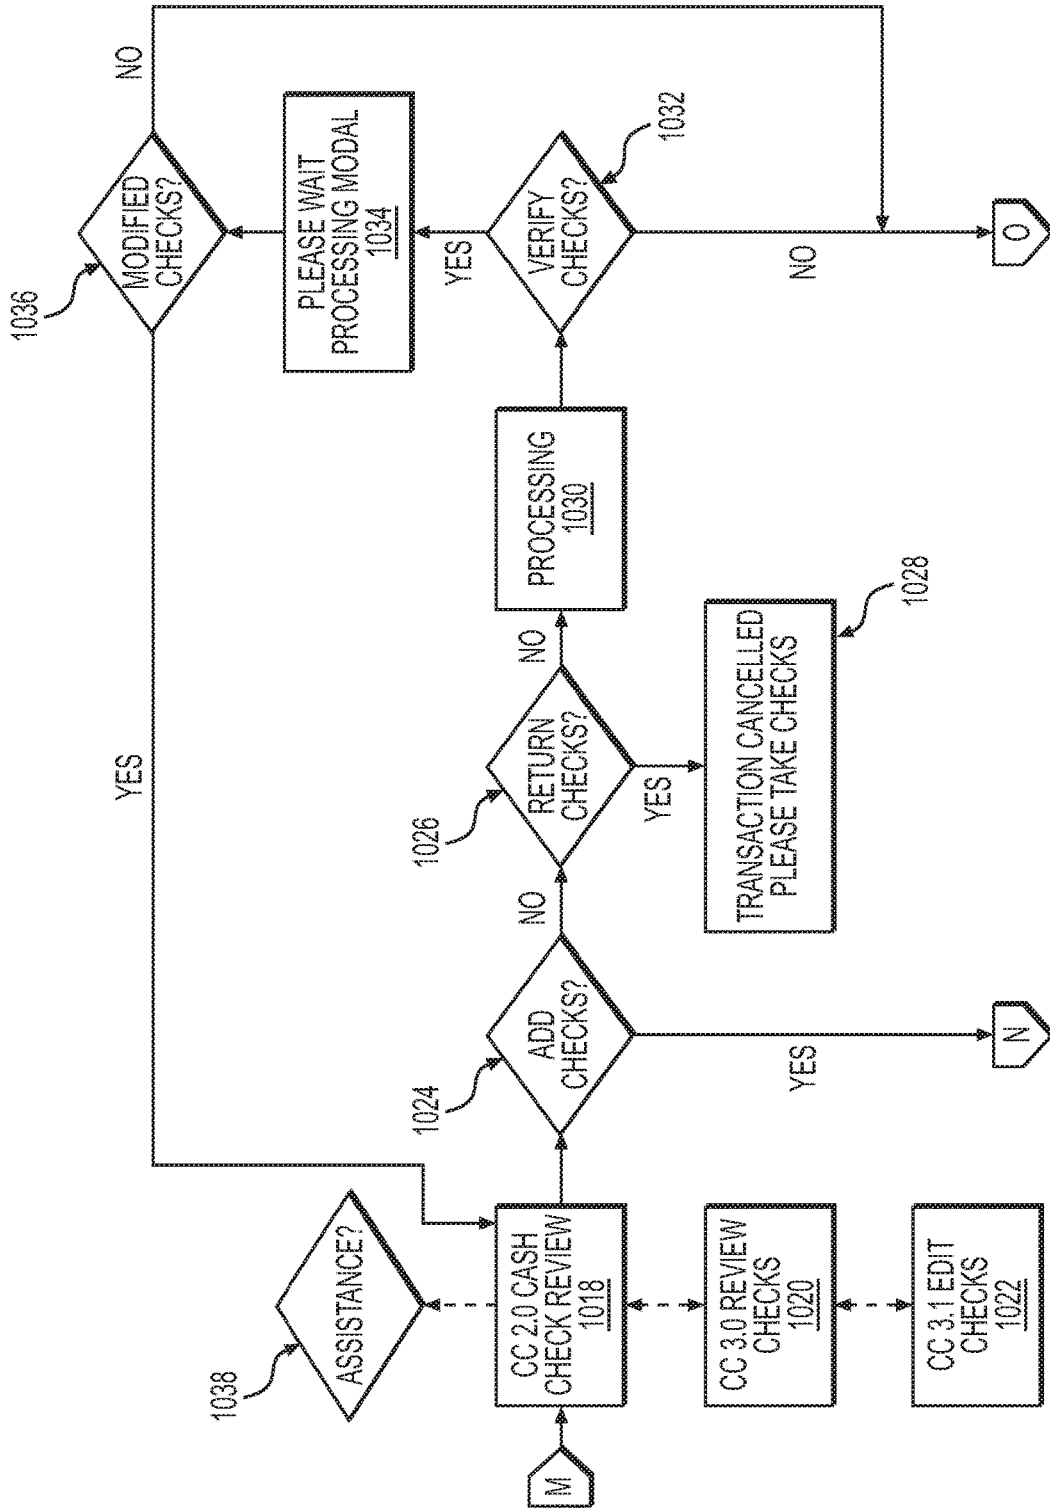 M
CC 2.0 CASH
CHECK REVIEW
1018
ASSISTANCE?
1038
CC 3.0 REVIEW
CHECKS
1020
CC 3.1 EDIT
CHECKS
1022
ADD
CHECKS?
1024
YES
N
NO
RETURN
CHECKS?
1026
YES
TRANSACTION CANCELLED
PLEASE TAKE CHECKS
1028
NO
PROCESSING
1030
VERIFY
CHECKS?
1032
NO
O
YES
PLEASE WAIT
PROCESSING MODAL
1034
MODIFIED
CHECKS?
1036
YES
NO